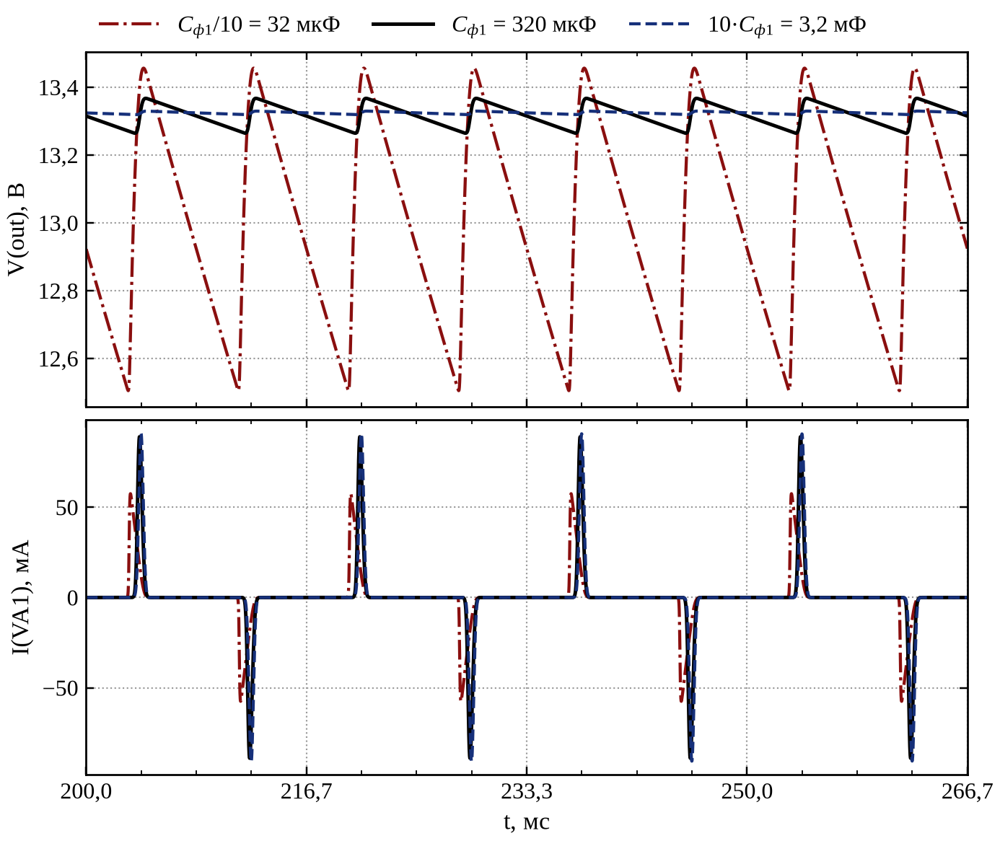 Cф1/10 = 32 мкФ Cф1 = 320 мкФ 10·Cф1 = 3,2 мФ
13,4
13,2
13,0
12,8
12,6
V(out), В
50
0
−50
I(VA1), мА
200,0 216,7 233,3 250,0 266,7
t, мс